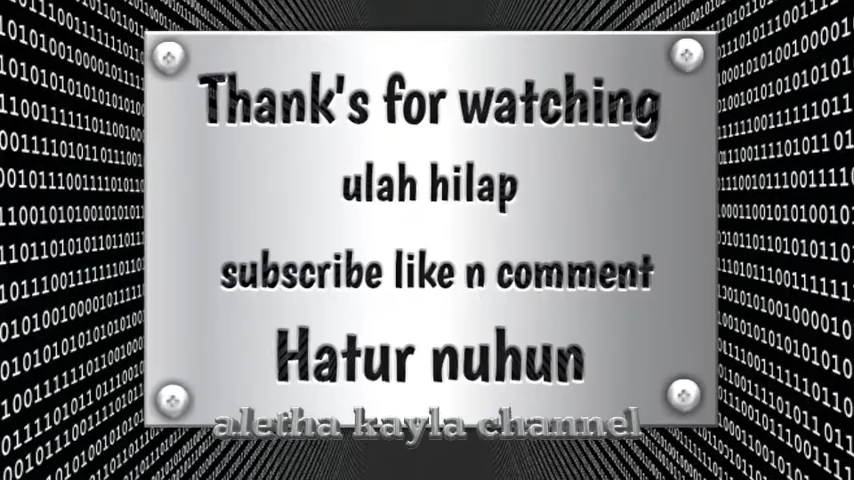 Thank's for watching
ulah hilap
subscribe like n comment
Hatur nuhun
aletha kayla channel